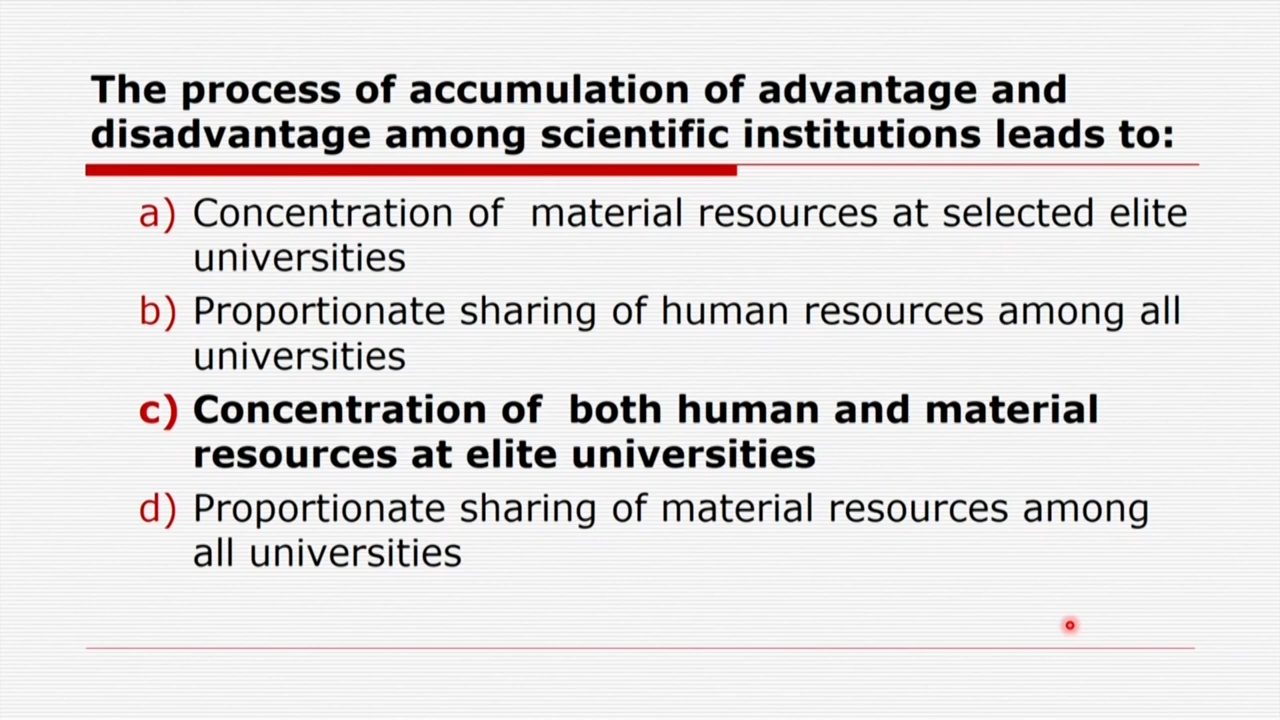 The process of accumulation of advantage and
disadvantage among scientific institutions leads to:
a) Concentration of  material resources at selected elite
universities
b) Proportionate sharing of human resources among all
universities
c) Concentration of  both human and material
resources at elite universities
d) Proportionate sharing of material resources among
all universities